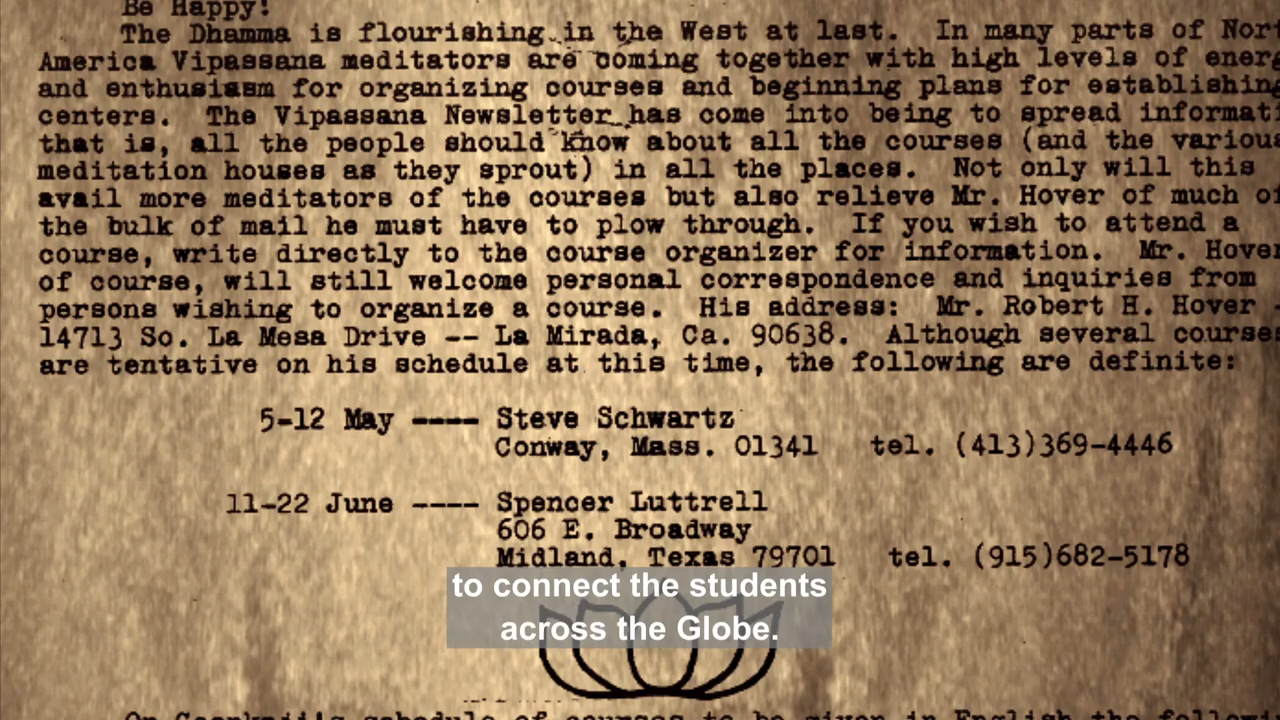 Be Happy!
The Dhamma is flourishing in the West at last. In many parts of
America Vipassana meditators are coming together with high levels of
and enthusiasm for organizing courses and beginning plans for establishing
centers. The Vipassana Newsletter has come into being to spread
that is, all the people should know about all the courses (and the various
meditation houses as they sprout) in all the places. Not only will this
avail more meditators of the courses but also relieve Mr. Hover of much of
the bulk of mail he must have to plow through. If you wish to attend a
course, write directly to the course organizer for information. Mr. Hover
of course, will still welcome personal correspondence and inquiries from
persons wishing to organize a course. His address: Mr. Robert H. Hover -
14713 So. La Mesa Drive -- La Mirada, Ca. 90638. Although several courses
are tentative on his schedule at this time, the following are definite:
5-12 May ---- Steve Schwartz
Conway, Mass. 01341 tel. (413)369-4446
11-22 June ---- Spencer Luttrell
606 E. Broadway
Midland, Texas 79701 tel. (915)682-5178
to connect the students
across the Globe.